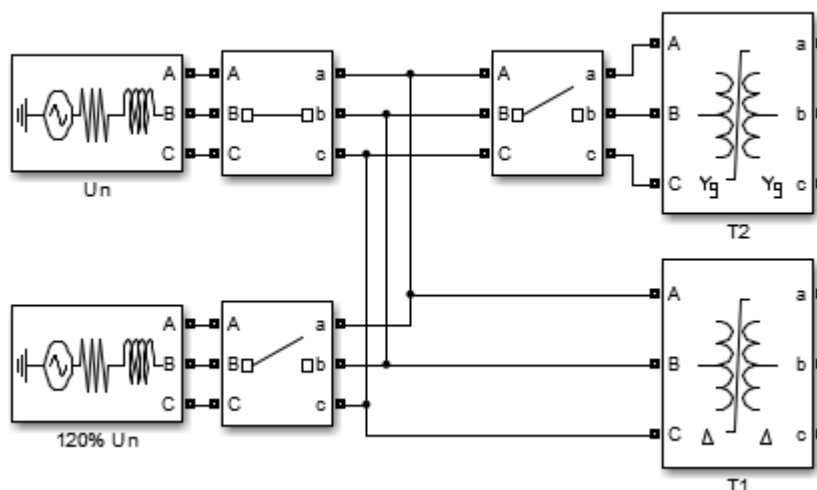 A A a A a A a
B B b B b B b
C C c C c C c
Un
Yg Yg
T2
A a
A A a
B B b B b
C C c
C c
120% Un
Δ Δ
T1